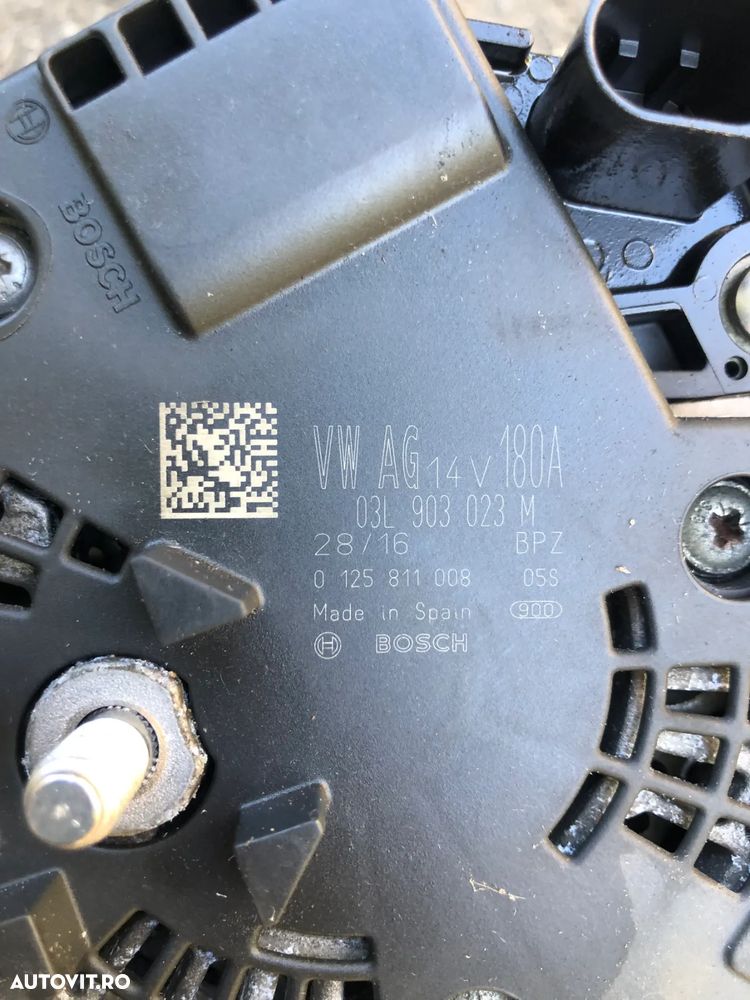 BOSCH
VW AG 14V 180A
03L 903 023 M
28/16 BPZ
0 125 811 008 05S
Made in Spain 900
BOSCH
AUTOVIT.RO